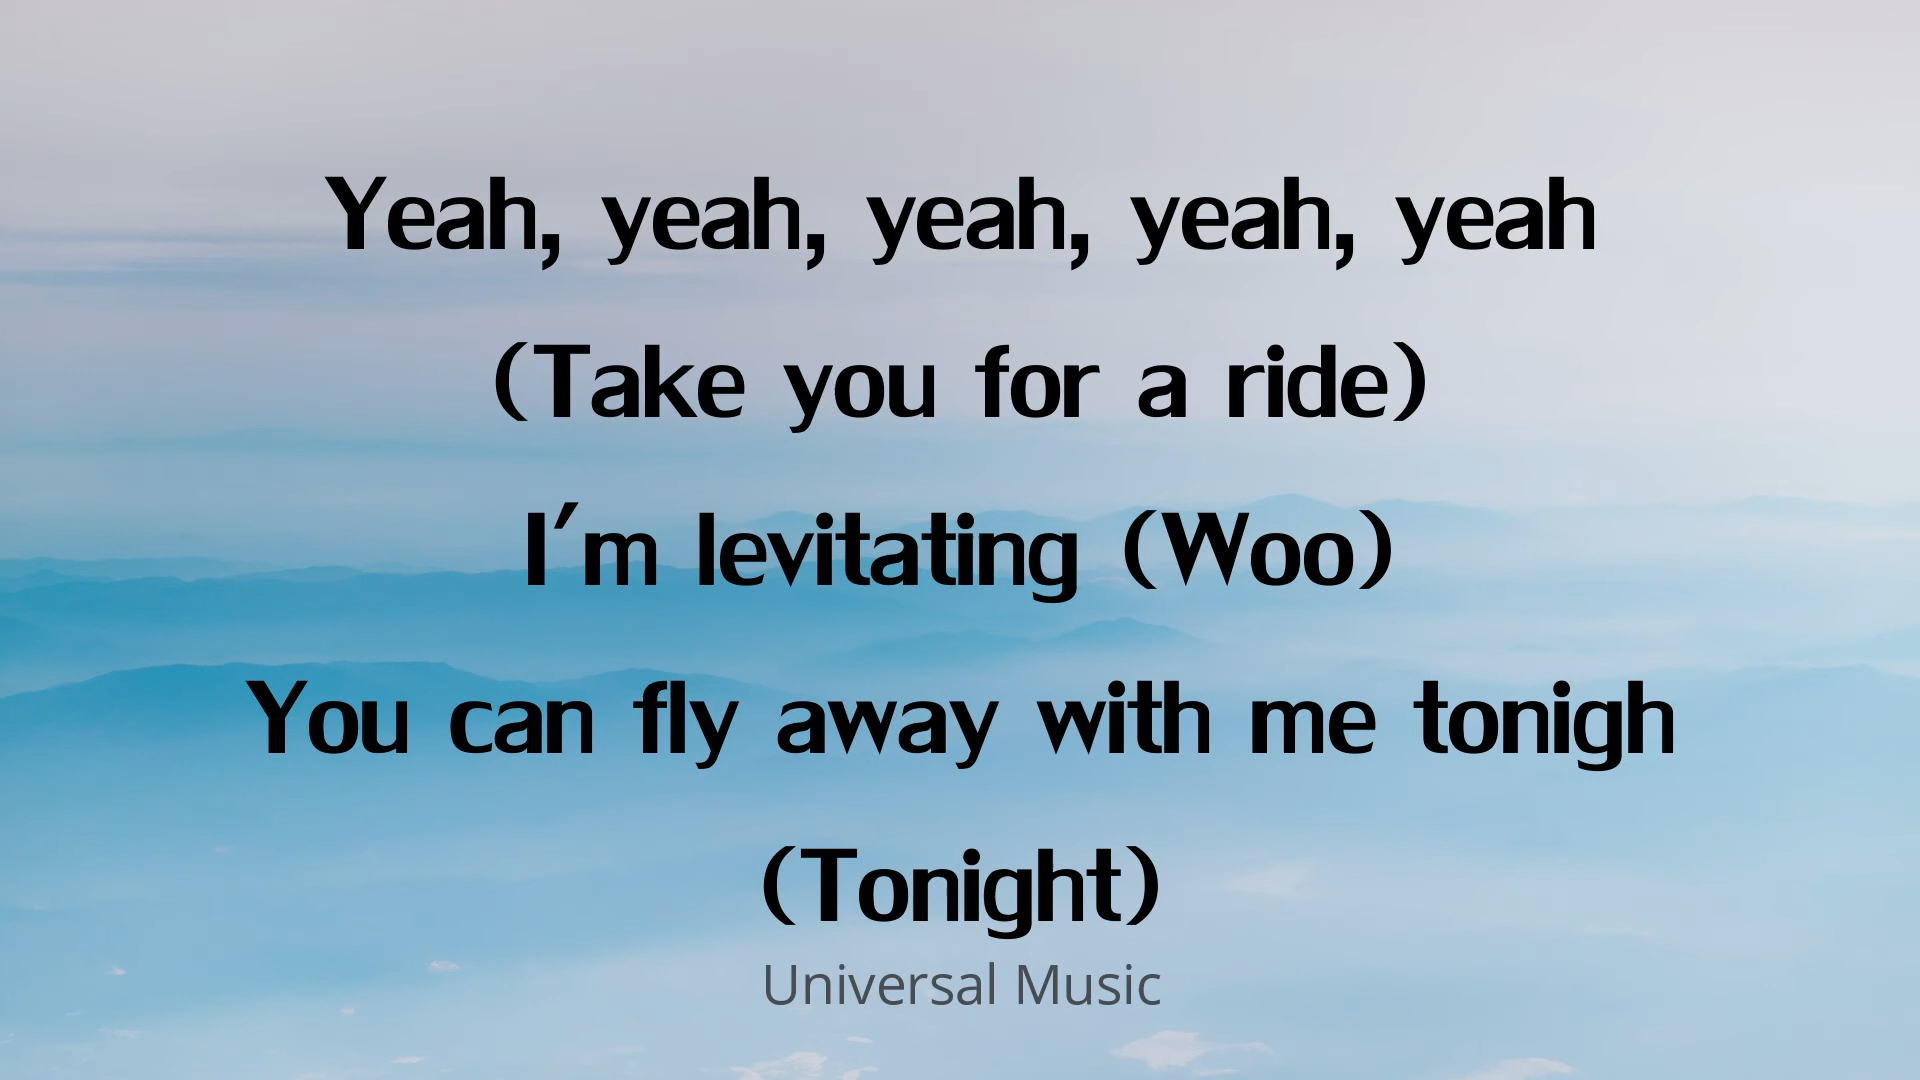 Yeah, yeah, yeah, yeah, yeah
(Take you for a ride)
I'm levitating (Woo)
You can fly away with me tonigh
(Tonight)
Universal Music